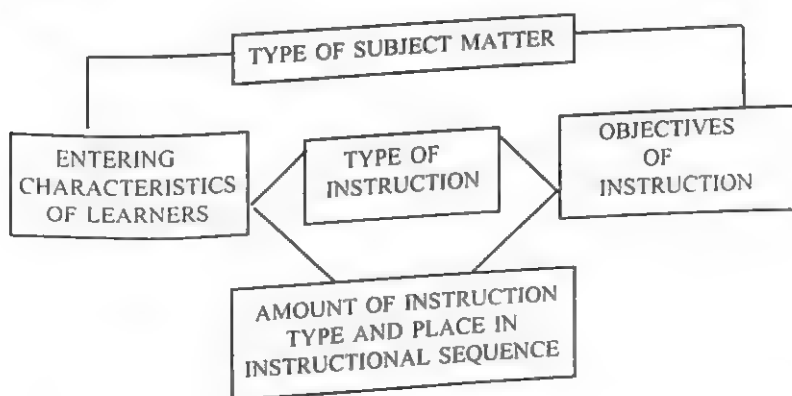 TYPE OF SUBJECT MATTER
ENTERING
CHARACTERISTICS
OF LEARNERS
TYPE OF
INSTRUCTION
OBJECTIVES
OF
INSTRUCTION
AMOUNT OF INSTRUCTION
TYPE AND PLACE IN
INSTRUCTIONAL SEQUENCE